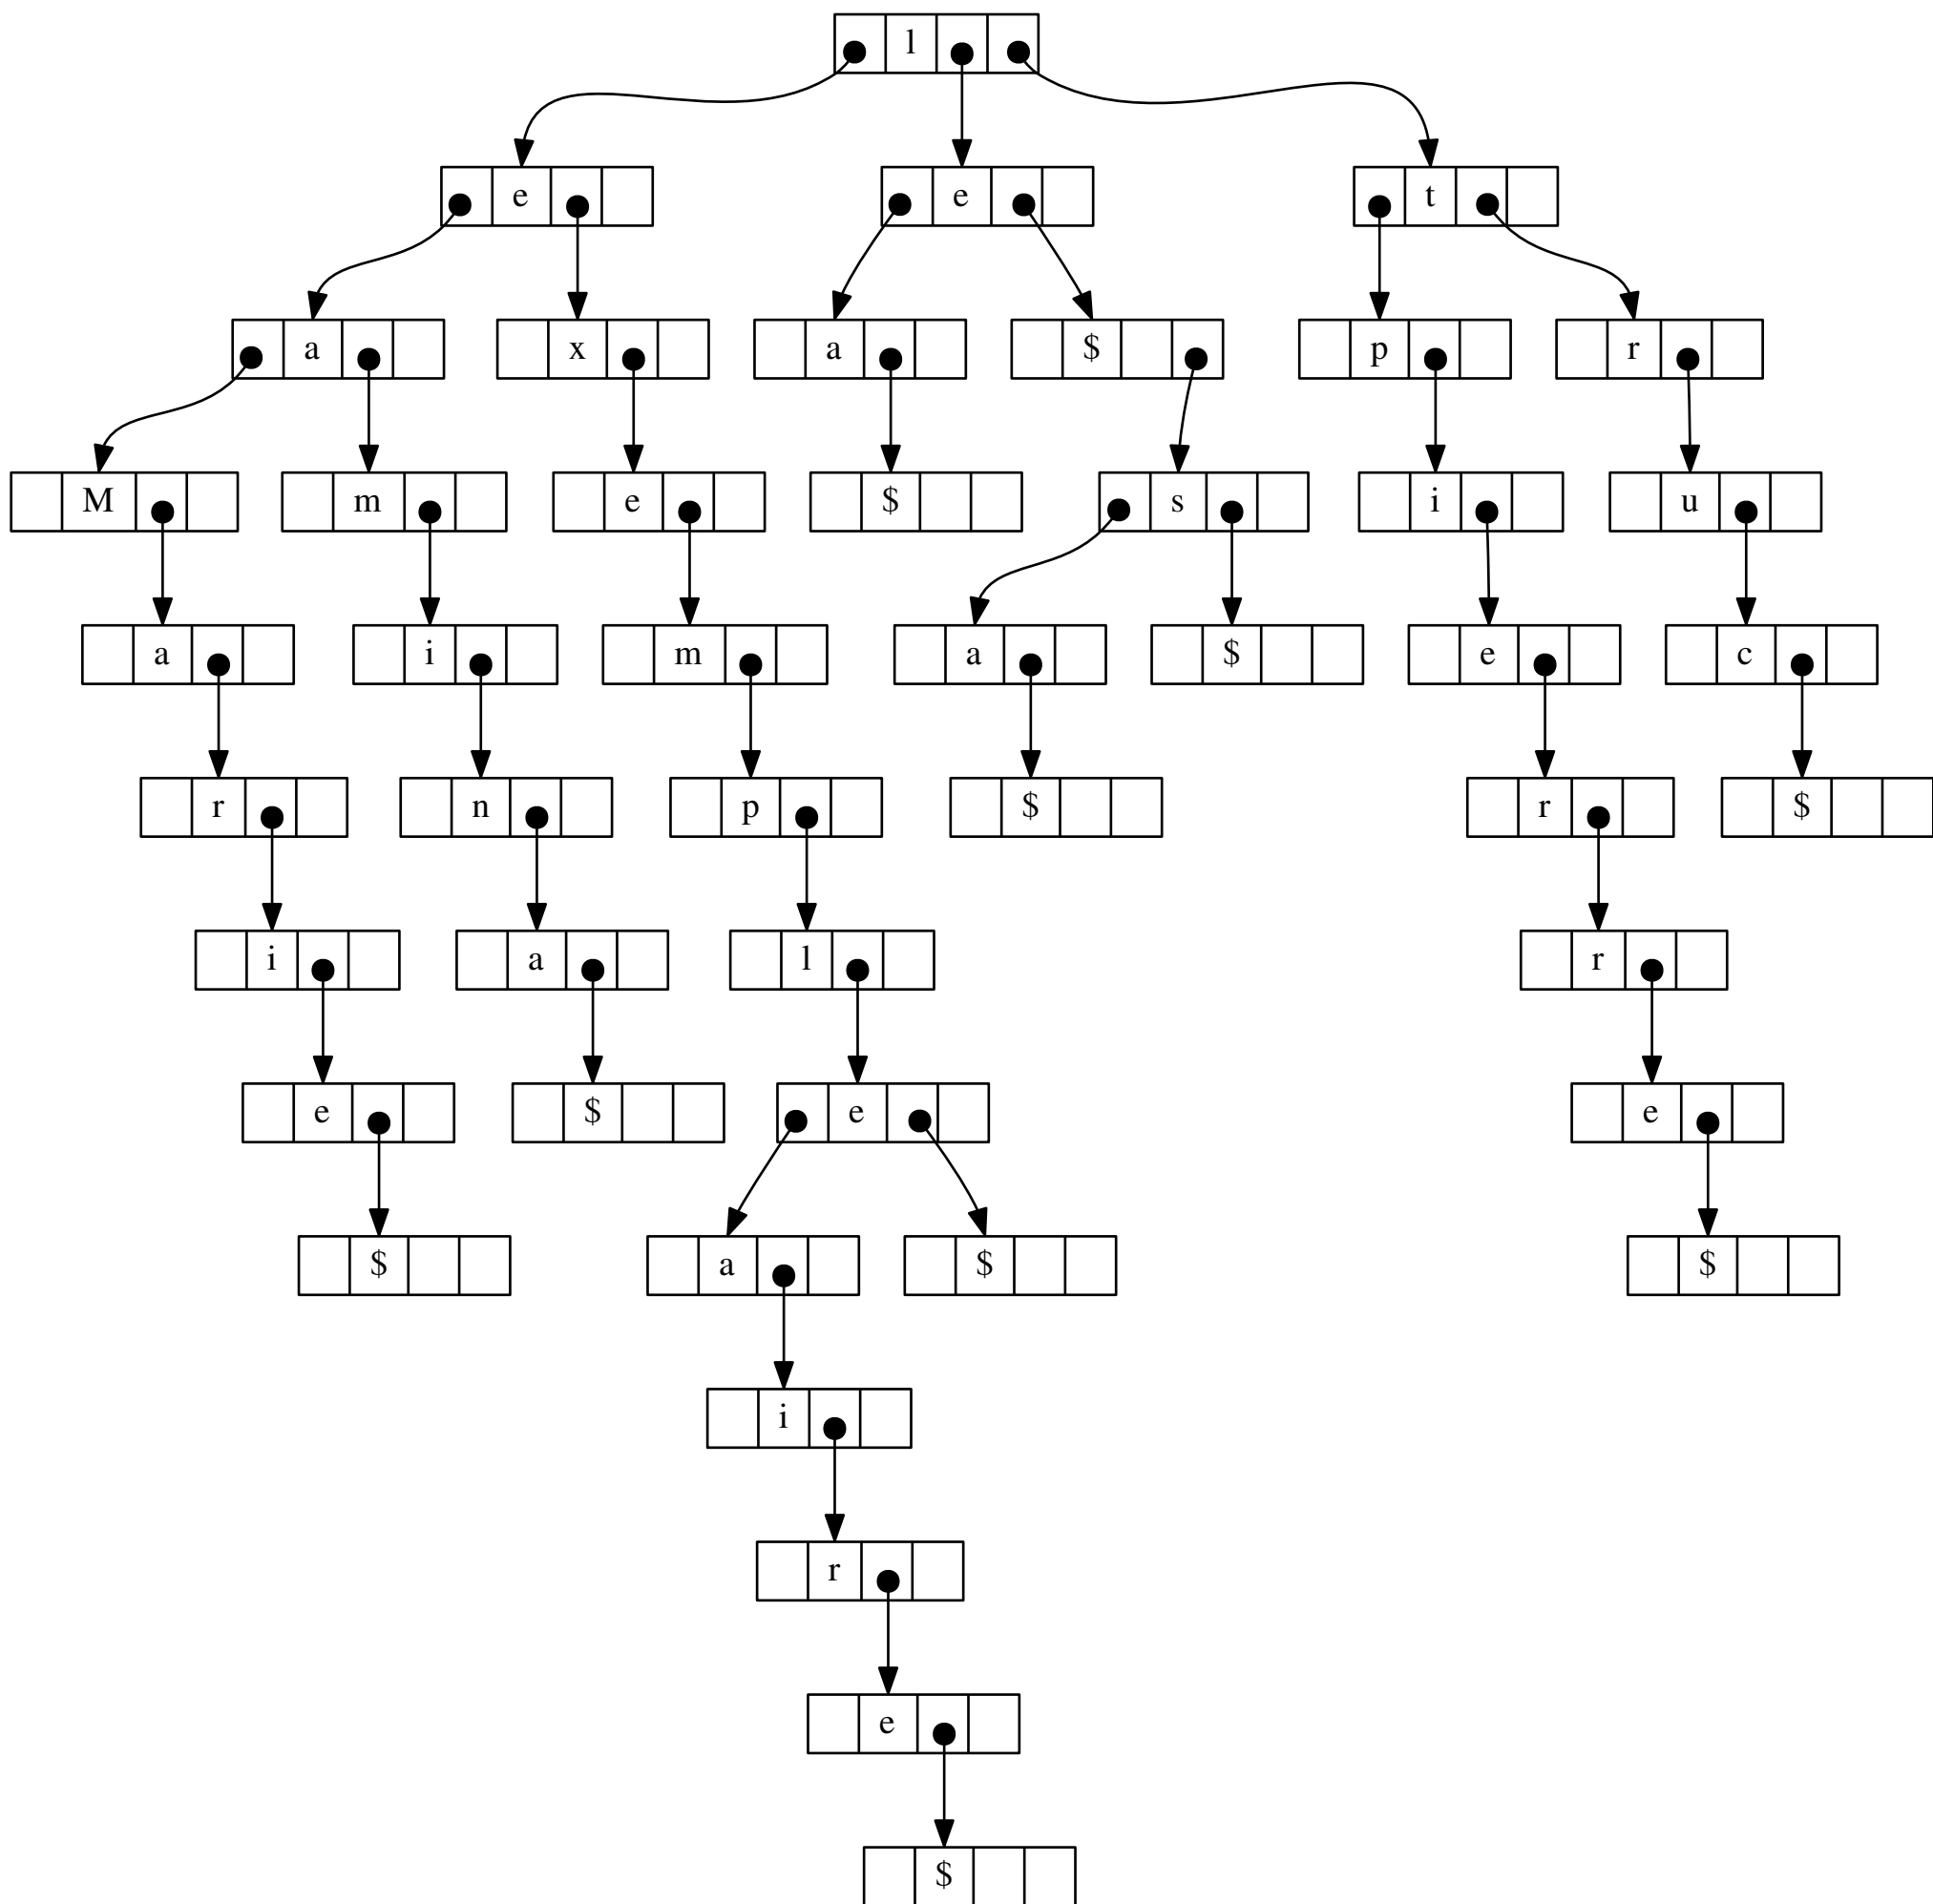 l
e e t
a x a $ p r
M m e $ s i u
a i m a $ e c
r n p $ r $
i a l r
e $ e e
$ a $ $
i
r
e
$